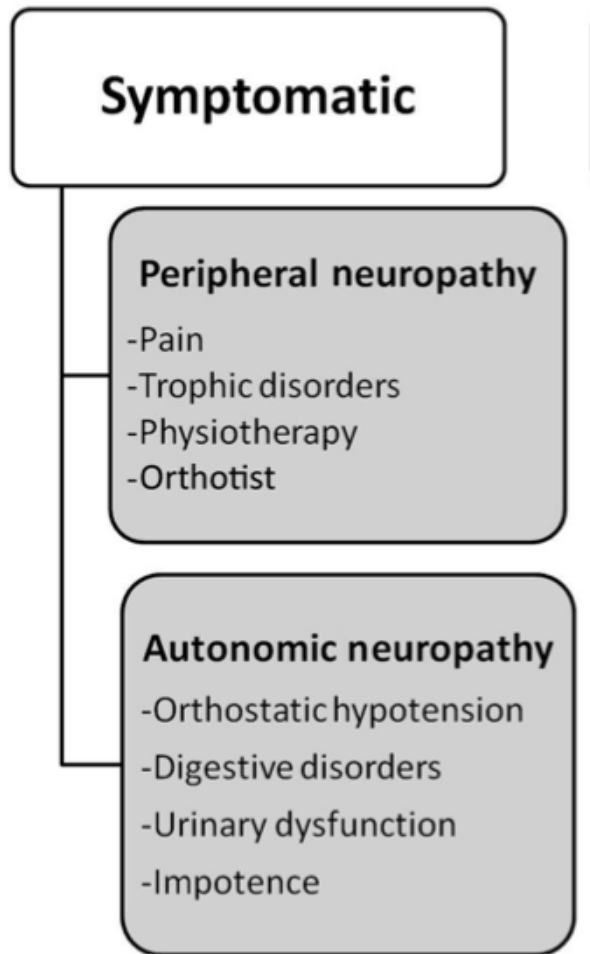 Symptomatic
Peripheral neuropathy
-Pain
-Trophic disorders
-Physiotherapy
-Orthotist
Autonomic neuropathy
-Orthostatic hypotension
-Digestive disorders
-Urinary dysfunction
-Impotence